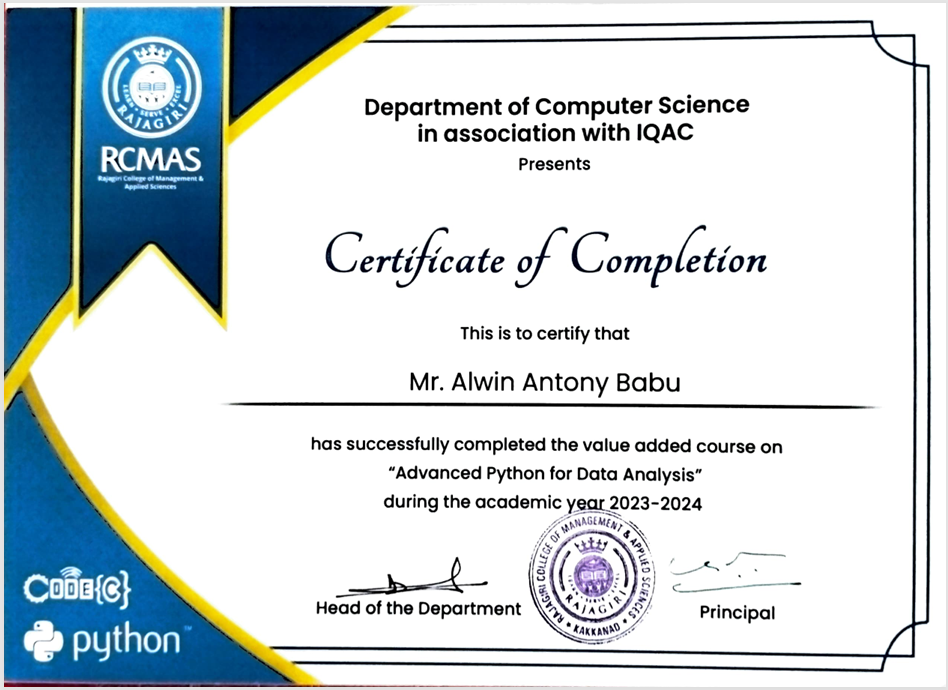 LEARN • SERVE • EXCEL
RAJAGIRI
RCMAS
Rajagiri College of Management &
Applied Sciences
Department of Computer Science
in association with IQAC
Presents
Certificate of Completion
This is to certify that
Mr. Alwin Antony Babu
has successfully completed the value added course on
“Advanced Python for Data Analysis”
during the academic year 2023-2024
RAJAGIRI COLLEGE OF MANAGEMENT & APPLIED SCIENCES
RAJAGIRI
• KAKKANAD •
Head of the Department
Principal
CODE{C}
python™